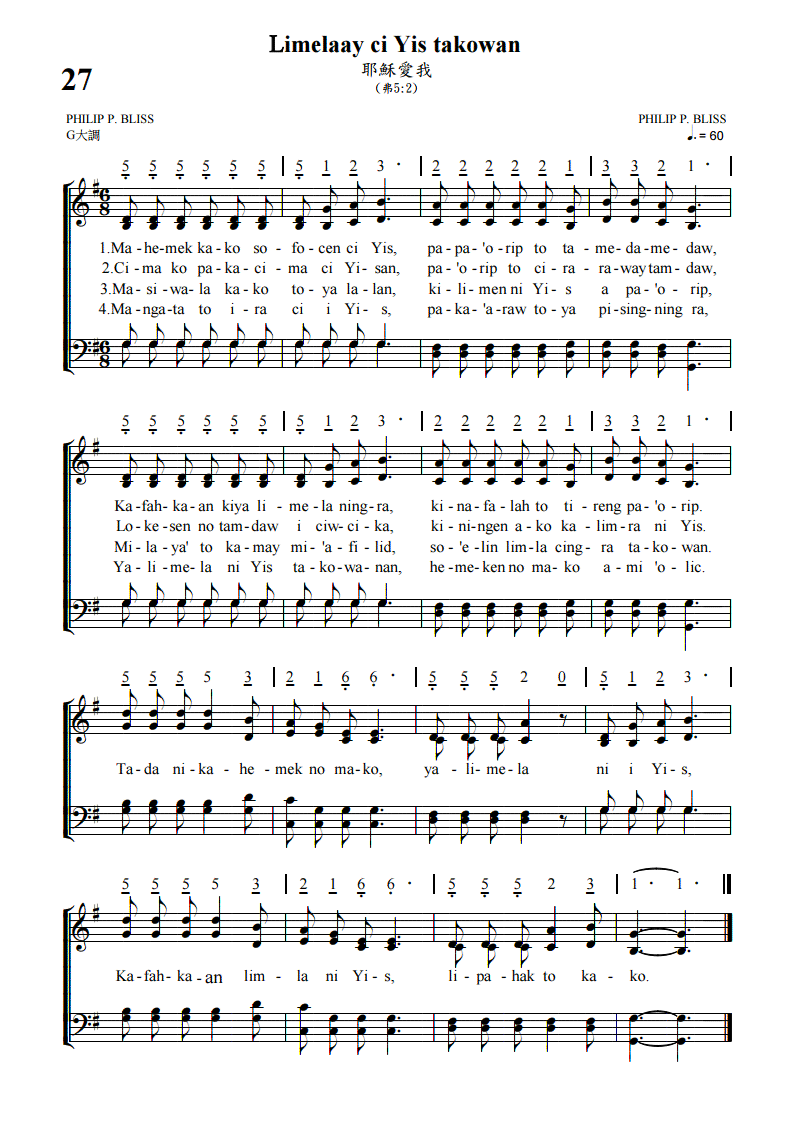 Limelaay ci Yis takowan
27
耶穌愛我
(弗5:2)
PHILIP P. BLISS
PHILIP P. BLISS
G大調
♩. = 60
5 5 5 5 5 5 | 5 1 2 3 · | 2 2 2 2 2 1 | 3 3 2 1 · |
1.Ma-he-mek ka-ko so-fo-cen ci Yis, pa-pa-'o-rip to ta-me-da-me-daw,
2.Ci-ma ko pa-ka-ci-ma ci Yi-san, pa-'o-rip to ci-ra-ra-way tam-daw,
3.Ma-si-wa-la kako to-ya la-lan, ki-li-men ni Yi-s a pa-'o-rip,
4.Ma-nga-ta to i-ra ci i Yi-s, pa-ka-'a-raw to-ya pi-sing-ning ra,
5 5 5 5 5 5 | 5 1 2 3 · | 2 2 2 2 2 1 | 3 3 2 1 · |
Ka-fah-ka-an kiya li-me-la ning-ra, ki-na-fa-lah to ti-reng pa-'o-rip.
Lo-ke-sen no tam-daw i ciw-ci-ka, ki-ni-ngen a-ko ka-lim-ra ni Yis.
Mi-la-ya' to ka-may mi-'a-fi-lid, so-'e-lin lim-la cing-ra ta-ko-wan.
Ya-li-me-la ni Yis ta-ko-wa-nan, he-me-ken no ma-ko a-mi 'o-lic.
5 5 5 5 3 | 2 1 6 6 · | 5 5 5 2 0 | 5 1 2 3 · |
Ta-da ni-ka-he-mek no ma-ko, ya-li-me-la ni i Yi-s,
5 5 5 5 3 | 2 1 6 6 · | 5 5 5 2 3 | 1 · 1 · ||
Ka-fah-ka-an lim-la ni Yi-s, li-pa-hak to ka-ko.